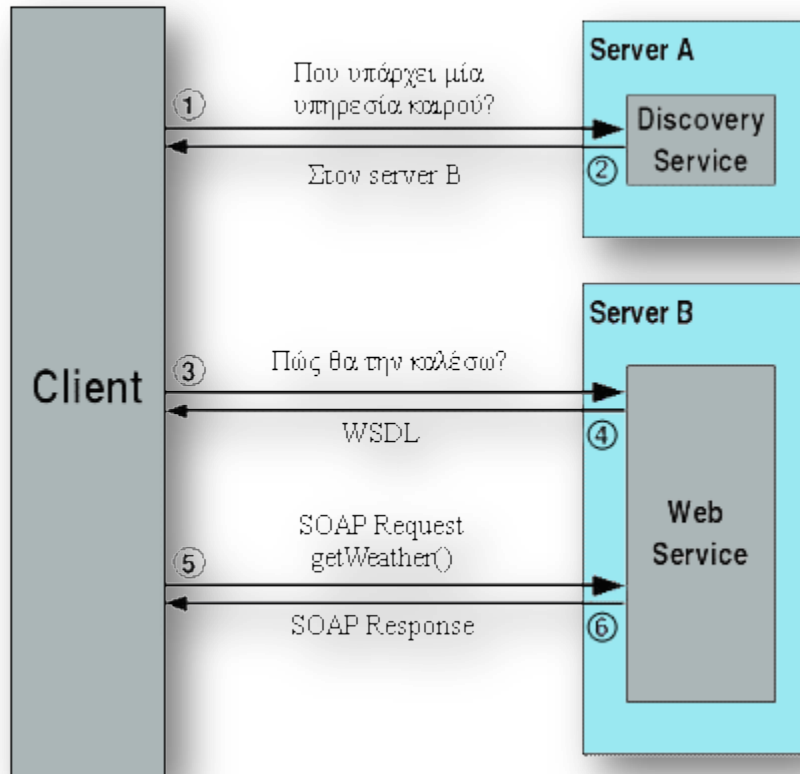 Server A
Που υπάρχει μία
①
υπηρεσία καιρού?
Discovery
Service
Στον server B
②
Server B
Client
③
Πώς θα την καλέσω?
WSDL
④
Web
Service
SOAP Request
⑤
getWeather()
SOAP Response
⑥